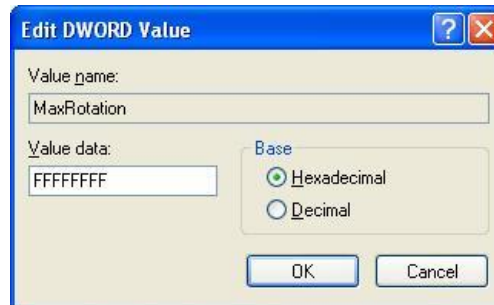 Edit DWORD Value
Value name:
MaxRotation
Value data:
FFFFFFFF
Base
Hexadecimal
Decimal
OK
Cancel